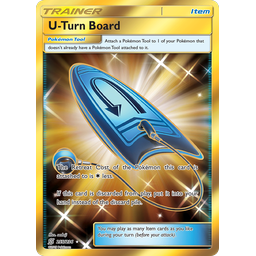 TRAINER Item
U-Turn Board
Pokémon Tool
Attach a Pokémon Tool to 1 of your Pokémon that
doesn't already have a Pokémon Tool attached to it.
The Retreat Cost of the Pokémon this card is
attached to is less.
If this card is discarded from play, put it into your
hand instead of the discard pile.
You may play as many Item cards as you like
during your turn (before your attack).